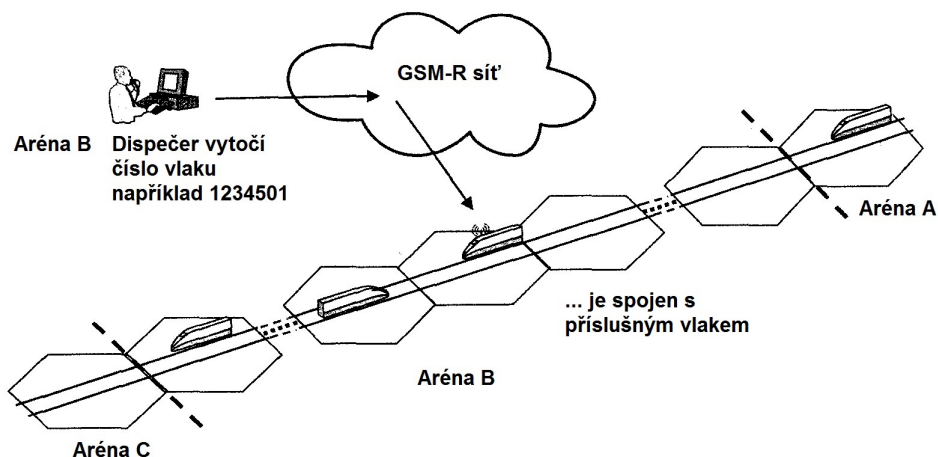 GSM-R síť
Aréna B
Dispečer vytočí
číslo vlaku
například 1234501
Aréna A
... je spojen s
příslušným vlakem
Aréna B
Aréna C